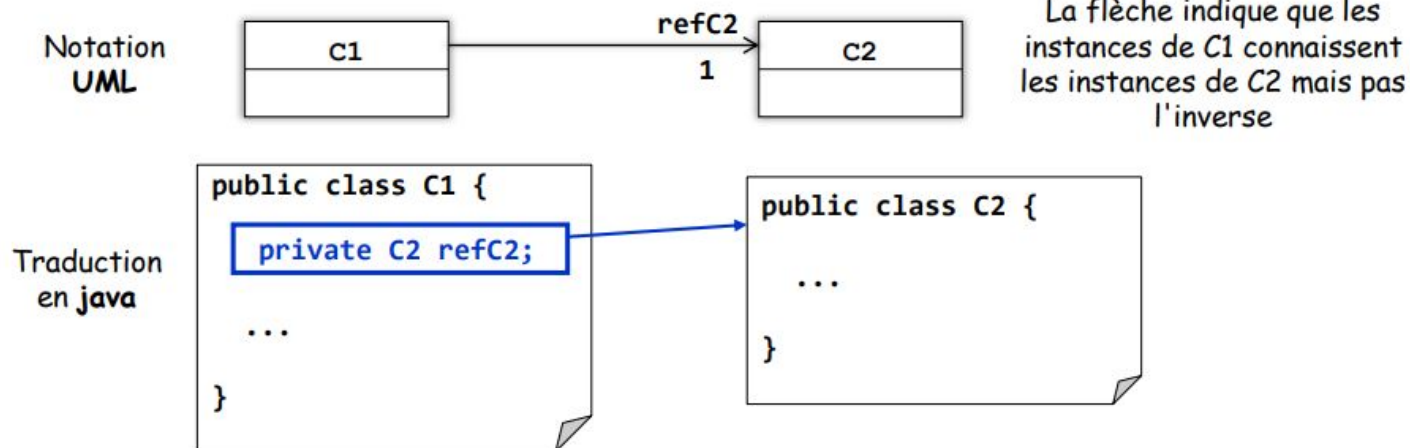 Notation
UML
C1
refC2
1
C2
La flèche indique que les
instances de C1 connaissent
les instances de C2 mais pas
l'inverse
Traduction
en java
public class C1 {
private C2 refC2;
...
}
public class C2 {
...
}